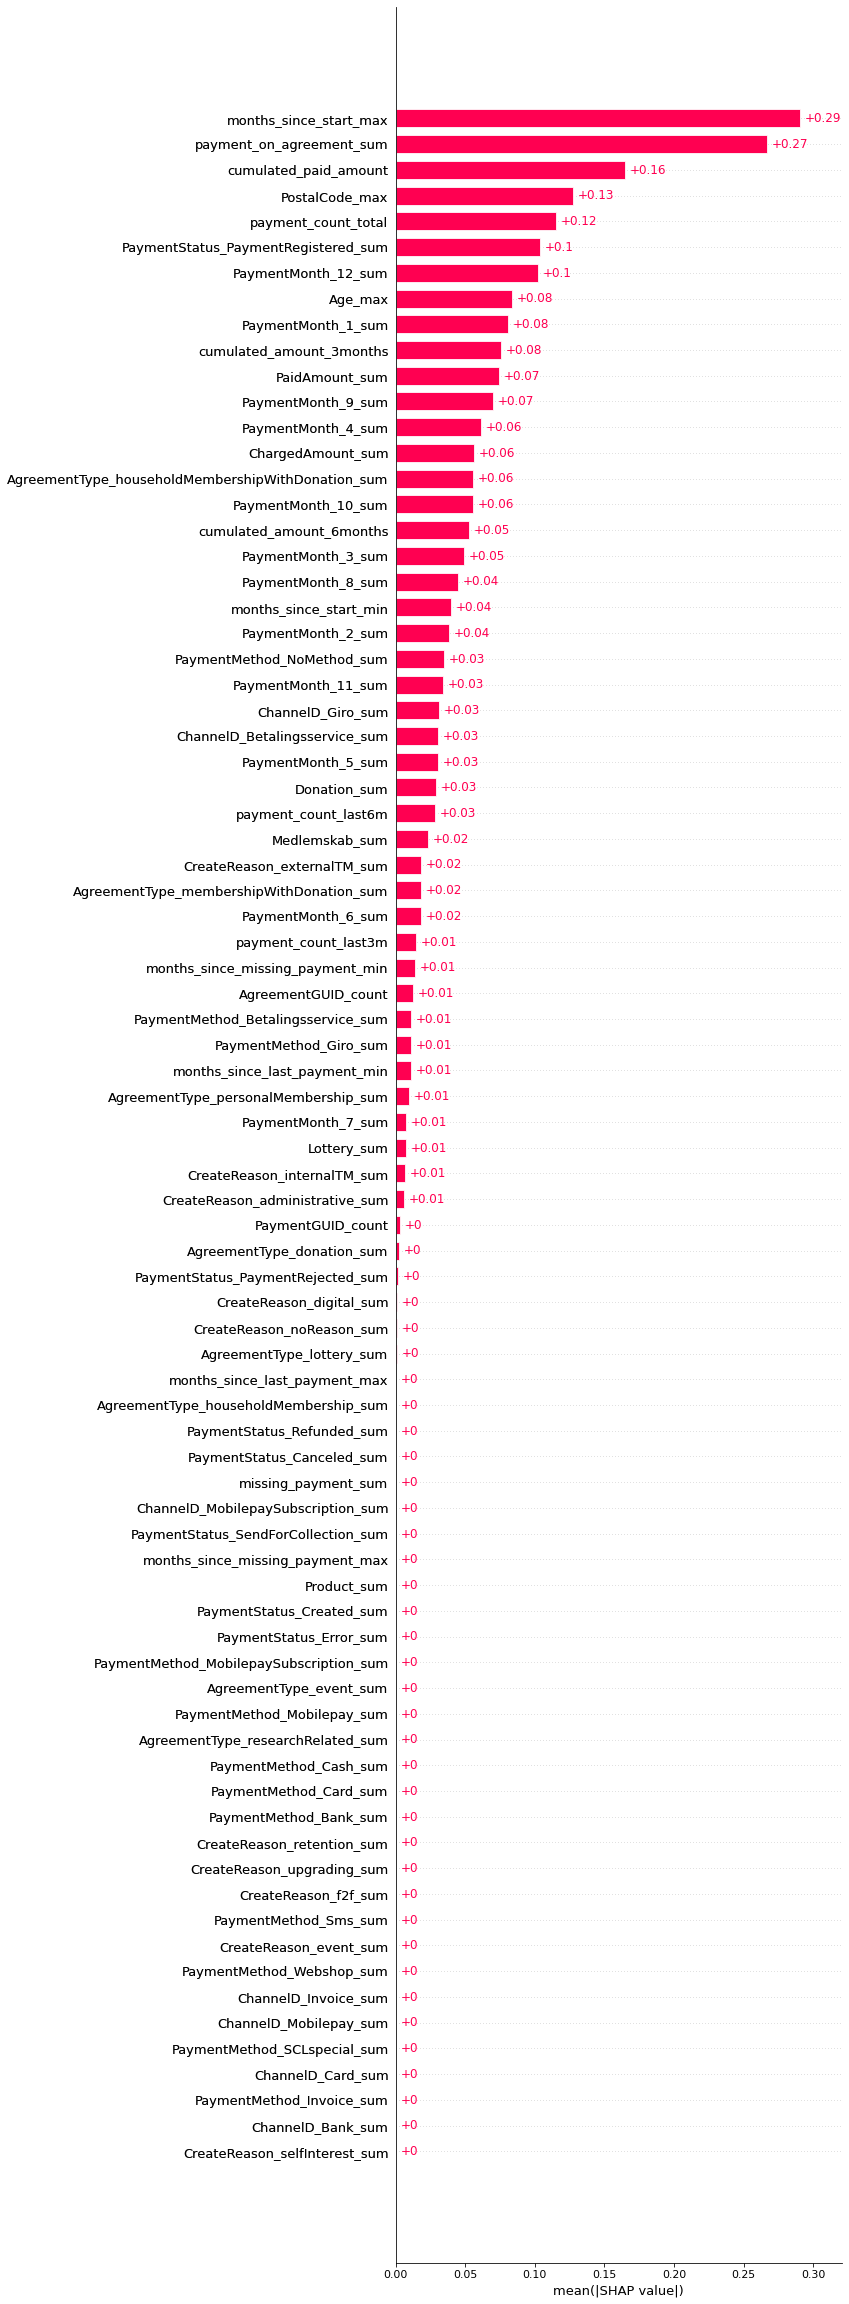 months_since_start_max +0.29
payment_on_agreement_sum +0.27
cumulated_paid_amount +0.16
PostalCode_max +0.13
payment_count_total +0.12
PaymentStatus_PaymentRegistered_sum +0.1
PaymentMonth_12_sum +0.1
Age_max +0.08
PaymentMonth_1_sum +0.08
cumulated_amount_3months +0.08
PaidAmount_sum +0.07
PaymentMonth_9_sum +0.07
PaymentMonth_4_sum +0.06
ChargedAmount_sum +0.06
AgreementType_householdMembershipWithDonation_sum +0.06
PaymentMonth_10_sum +0.06
cumulated_amount_6months +0.05
PaymentMonth_3_sum +0.05
PaymentMonth_8_sum +0.04
months_since_start_min +0.04
PaymentMonth_2_sum +0.04
PaymentMethod_NoMethod_sum +0.03
PaymentMonth_11_sum +0.03
ChannelD_Giro_sum +0.03
ChannelD_Betalingsservice_sum +0.03
PaymentMonth_5_sum +0.03
Donation_sum +0.03
payment_count_last6m +0.03
Medlemskab_sum +0.02
CreateReason_externalTM_sum +0.02
AgreementType_membershipWithDonation_sum +0.02
PaymentMonth_6_sum +0.02
payment_count_last3m +0.01
months_since_missing_payment_min +0.01
AgreementGUID_count +0.01
PaymentMethod_Betalingsservice_sum +0.01
PaymentMethod_Giro_sum +0.01
months_since_last_payment_min +0.01
AgreementType_personalMembership_sum +0.01
PaymentMonth_7_sum +0.01
Lottery_sum +0.01
CreateReason_internalTM_sum +0.01
CreateReason_administrative_sum +0.01
PaymentGUID_count +0
AgreementType_donation_sum +0
PaymentStatus_PaymentRejected_sum +0
CreateReason_digital_sum +0
CreateReason_noReason_sum +0
AgreementType_lottery_sum +0
months_since_last_payment_max +0
AgreementType_householdMembership_sum +0
PaymentStatus_Refunded_sum +0
PaymentStatus_Canceled_sum +0
missing_payment_sum +0
ChannelD_MobilepaySubscription_sum +0
PaymentStatus_SendForCollection_sum +0
months_since_missing_payment_max +0
Product_sum +0
PaymentStatus_Created_sum +0
PaymentStatus_Error_sum +0
PaymentMethod_MobilepaySubscription_sum +0
AgreementType_event_sum +0
PaymentMethod_Mobilepay_sum +0
AgreementType_researchRelated_sum +0
PaymentMethod_Cash_sum +0
PaymentMethod_Card_sum +0
PaymentMethod_Bank_sum +0
CreateReason_retention_sum +0
CreateReason_upgrading_sum +0
CreateReason_f2f_sum +0
PaymentMethod_Sms_sum +0
CreateReason_event_sum +0
PaymentMethod_Webshop_sum +0
ChannelD_Invoice_sum +0
ChannelD_Mobilepay_sum +0
PaymentMethod_SCLspecial_sum +0
ChannelD_Card_sum +0
PaymentMethod_Invoice_sum +0
ChannelD_Bank_sum +0
CreateReason_selfInterest_sum +0
0.00 0.05 0.10 0.15 0.20 0.25 0.30
mean(|SHAP value|)